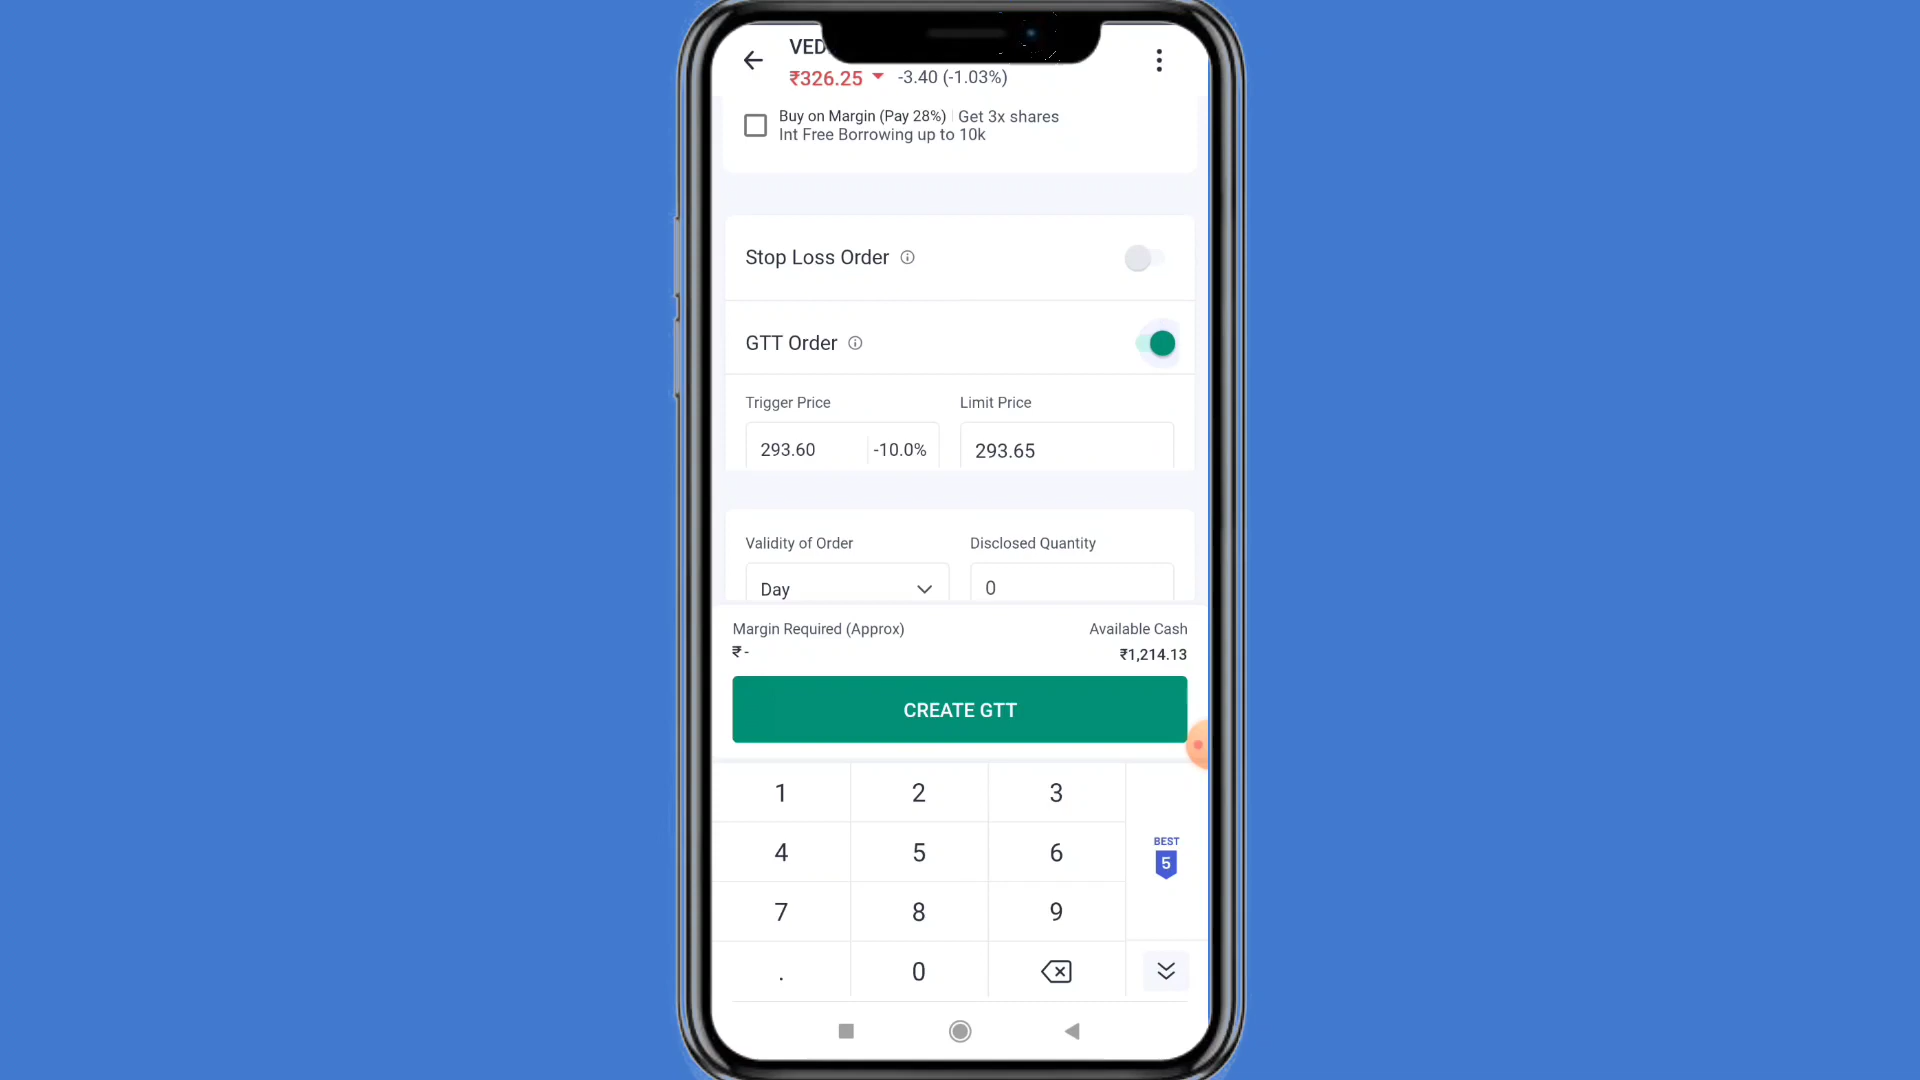 VED
₹326.25 -3.40 (-1.03%)
Buy on Margin (Pay 28%) Get 3x shares
Int Free Borrowing up to 10k
Stop Loss Order
GTT Order
Trigger Price Limit Price
293.60 -10.0% 293.65
Validity of Order Disclosed Quantity
Day 0
Margin Required (Approx) Available Cash
₹- ₹1,214.13
CREATE GTT
1 2 3
BEST
4 5 6 5
7 8 9
. 0